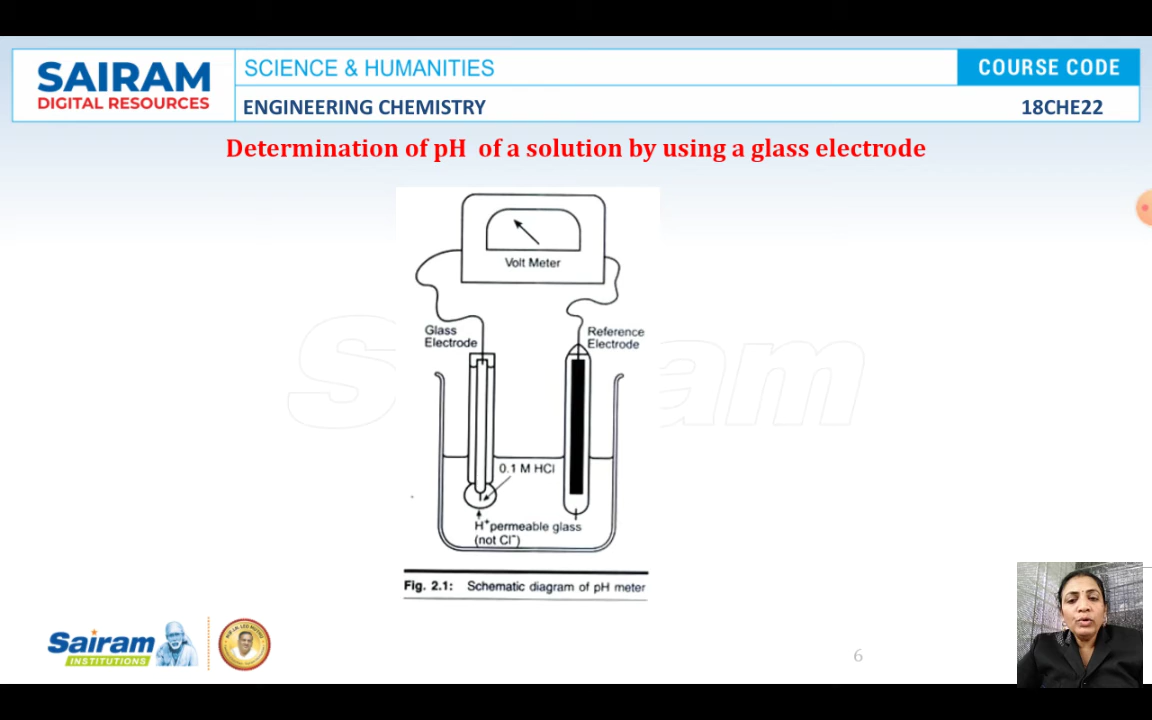 SAIRAM
DIGITAL RESOURCES
SCIENCE & HUMANITIES
COURSE CODE
ENGINEERING CHEMISTRY
18CHE22
Determination of pH of a solution by using a glass electrode
Volt Meter
Glass
Electrode
Reference
Electrode
0.1 M HCl
H⁺permeable glass
(not Cl⁻)
Fig. 2.1: Schematic diagram of pH meter
Sairam
Sairam
INSTITUTIONS
6